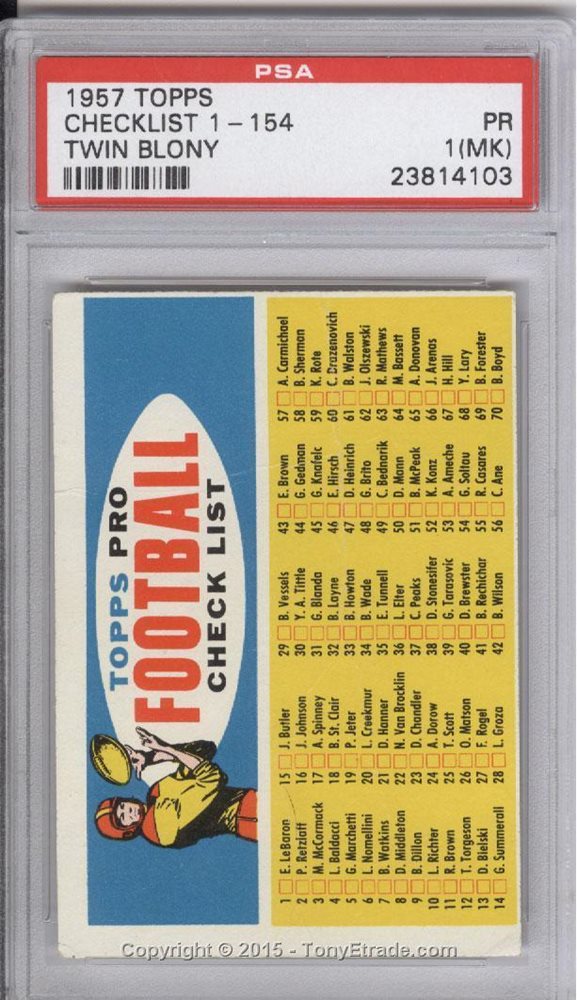 PSA
1957 TOPPS
CHECKLIST 1 - 154
TWIN BLONY
PR
1(MK)
23814103
TOPPS PRO
FOOTBALL
CHECK LIST
1 E. LeBaron
2 P. Retzlaff
3 M. McCormack
4 L. Baldacci
5 G. Marchetti
6 L. Nomellini
7 B. Watkins
8 D. Middleton
9 B. Dillon
10 L. Richter
11 R. Brown
12 T. Torgeson
13 D. Bielski
14 G. Summerall
15 J. Butler
16 J. Johnson
17 A. Spinney
18 B. St. Clair
19 P. Jeter
20 L. Creekmur
21 D. Hanner
22 N. Van Brocklin
23 D. Chandler
24 A. Dorow
25 T. Scott
26 O. Matson
27 F. Rogel
28 L. Groza
29 B. Vessels
30 Y. A. Tittle
31 G. Blanda
32 B. Layne
33 B. Howton
34 B. Wade
35 E. Tunnell
36 L. Elter
37 C. Peaks
38 D. Stonesifer
39 G. Tarasovic
40 D. Brewster
41 B. Rechichar
42 B. Wilson
43 E. Brown
44 G. Gedman
45 G. Knafelc
46 E. Hirsch
47 D. Heinrich
48 G. Brito
49 C. Bednarik
50 D. Mann
51 B. McPeak
52 K. Konz
53 A. Ameche
54 G. Soltau
55 R. Casares
56 C. Ane
57 A. Carmichael
58 B. Sherman
59 K. Rote
60 C. Drazenovich
61 B. Walston
62 J. Olszewski
63 R. Mathews
64 M. Bassett
65 A. Donovan
66 J. Arenas
67 H. Hill
68 Y. Lary
69 B. Forester
70 B. Boyd
Copyright © 2015 - TonyEtrade.com